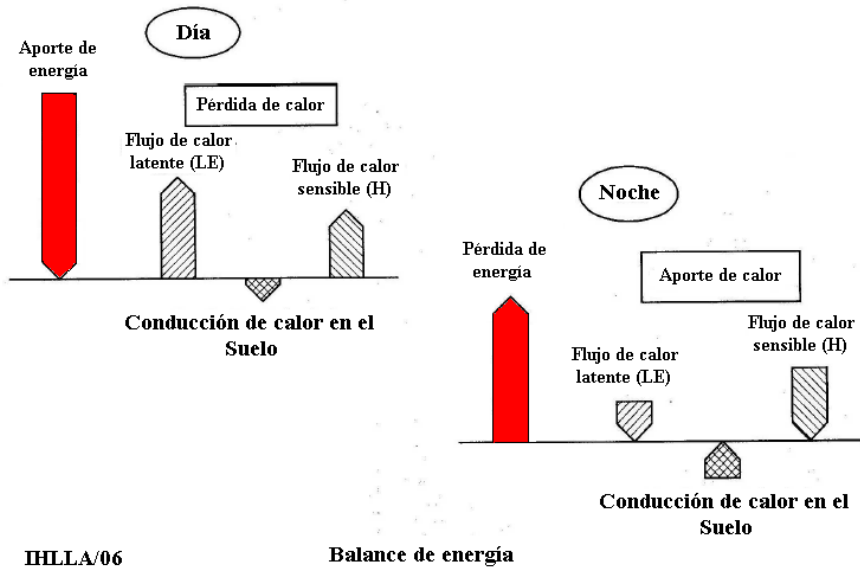 Día
Aporte de
energía
Pérdida de calor
Flujo de calor
latente (LE)
Flujo de calor
sensible (H)
Conducción de calor en el
Suelo
Noche
Pérdida de
energía
Aporte de calor
Flujo de calor
latente (LE)
Flujo de calor
sensible (H)
Conducción de calor en el
Suelo
IHLLA/06
Balance de energía